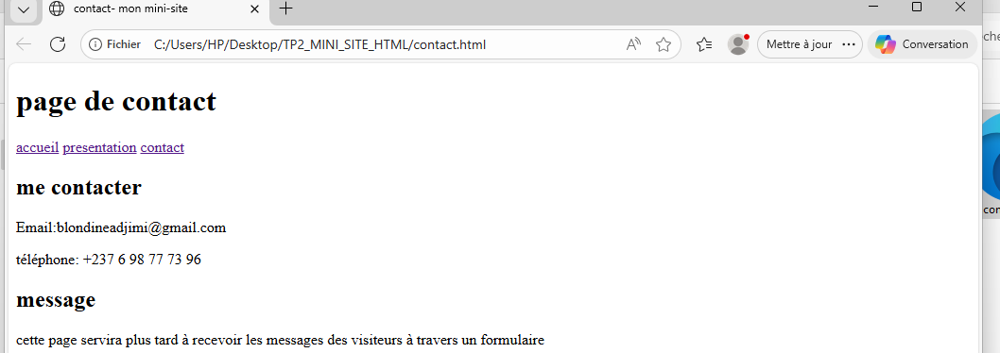 contact- mon mini-site
Fichier C:/Users/HP/Desktop/TP2_MINI_SITE_HTML/contact.html
Mettre à jour
Conversation
page de contact
accueil presentation contact
me contacter
Email:blondineadjimi@gmail.com
téléphone: +237 6 98 77 73 96
message
cette page servira plus tard à recevoir les messages des visiteurs à travers un formulaire